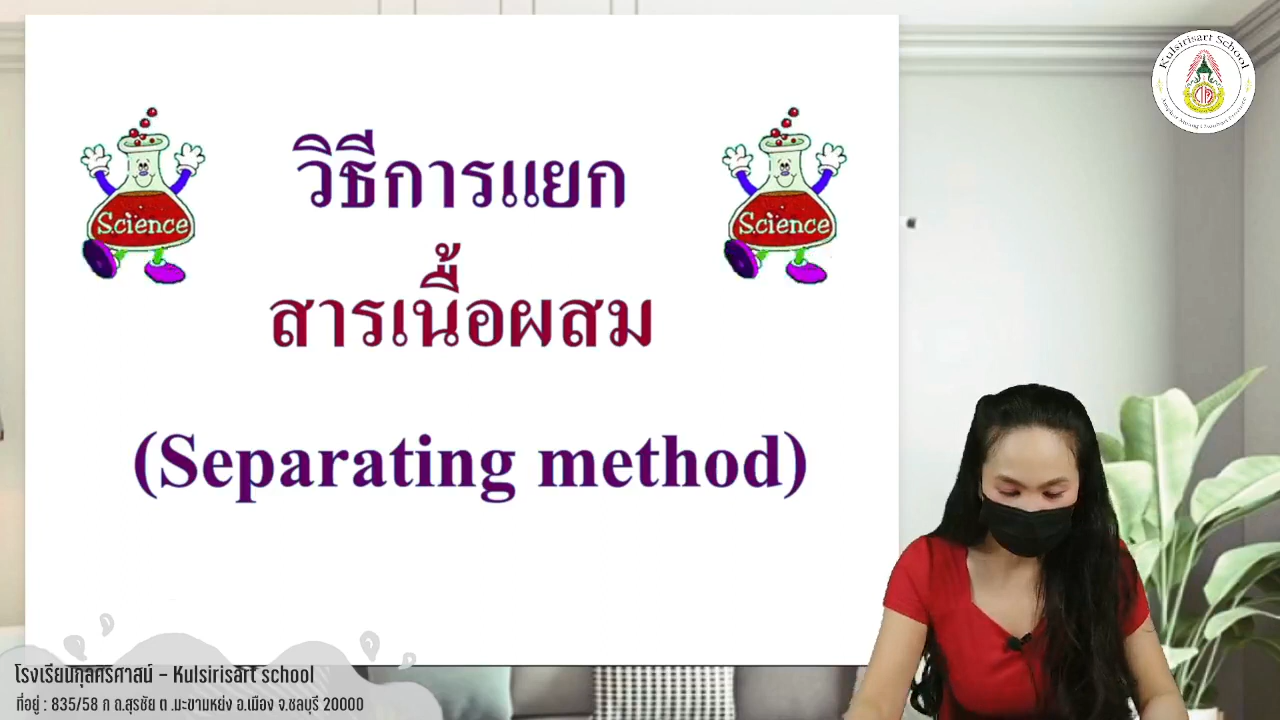 Kulsirisart School
วิธีการแยก
Science
Science
สารเนื้อผสม
(Separating method)
โรงเรียนกุลศิริศาสน์ - Kulsirisart school
ที่อยู่ : 835/58 ก ถ.สุรชัย ต .มะขามหย่ง อ.เมือง จ.ชลบุรี 20000